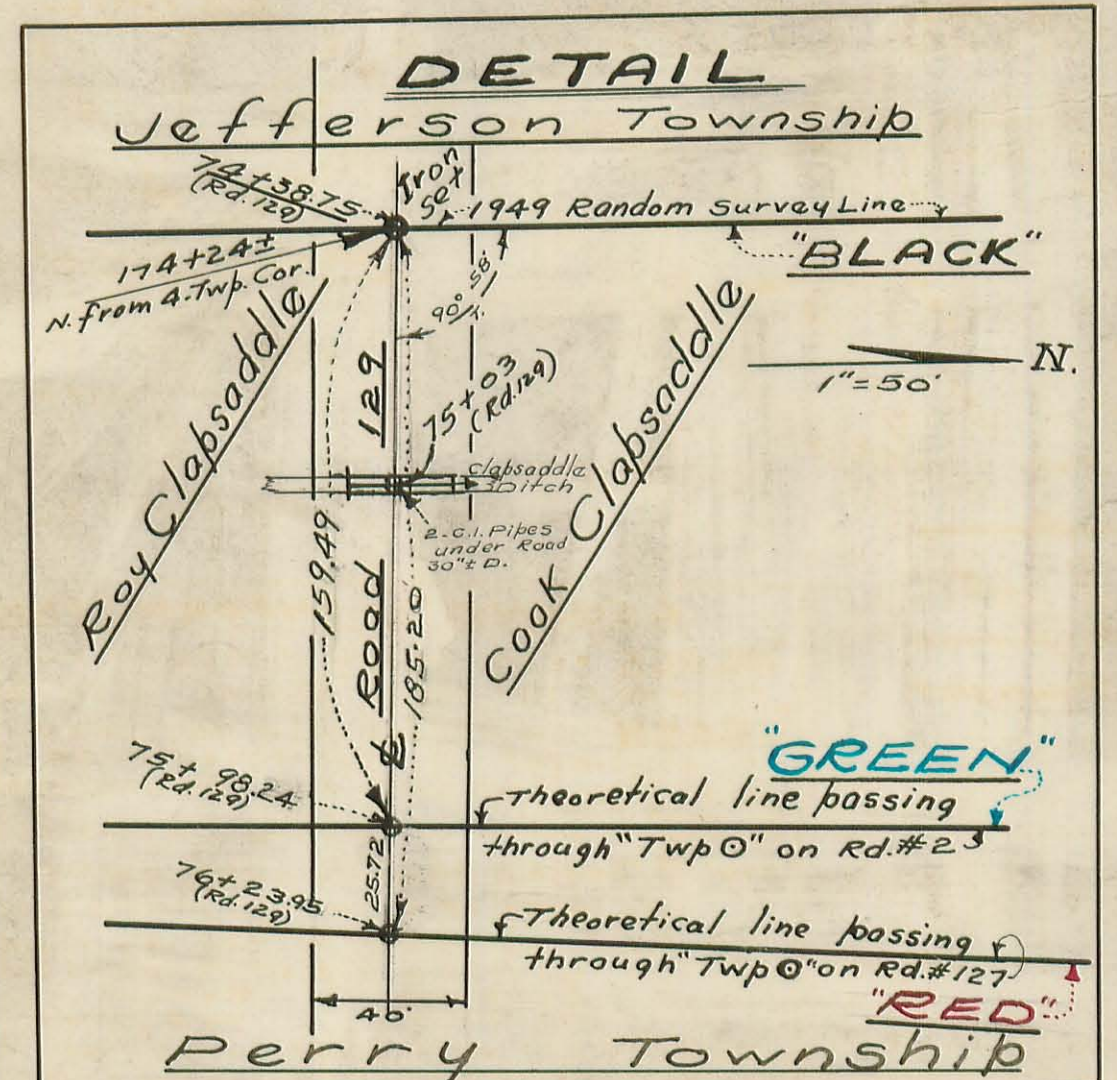 DETAIL
Jefferson Township
74+38.75
(Rd.129)
Iron
Set
1949 Random Survey Line
"BLACK"
174+24±
N. from 4-Twp. Cor.
90° 58'
N.
1"=50'
Roy Clapsaddle
Cook Clapsaddle
75+03
(Rd.129)
Clapsaddle
Ditch
2-C.I. Pipes
under Road
30"± D.
℄ Road 129
159.49
185.20
75+98.24
(Rd.129)
"GREEN"
Theoretical line passing
through "Twp⊙" on Rd.#2
25.72
76+23.95
(Rd.129)
Theoretical line passing
through "Twp⊙" on Rd.#127
"RED"
40'
Perry Township